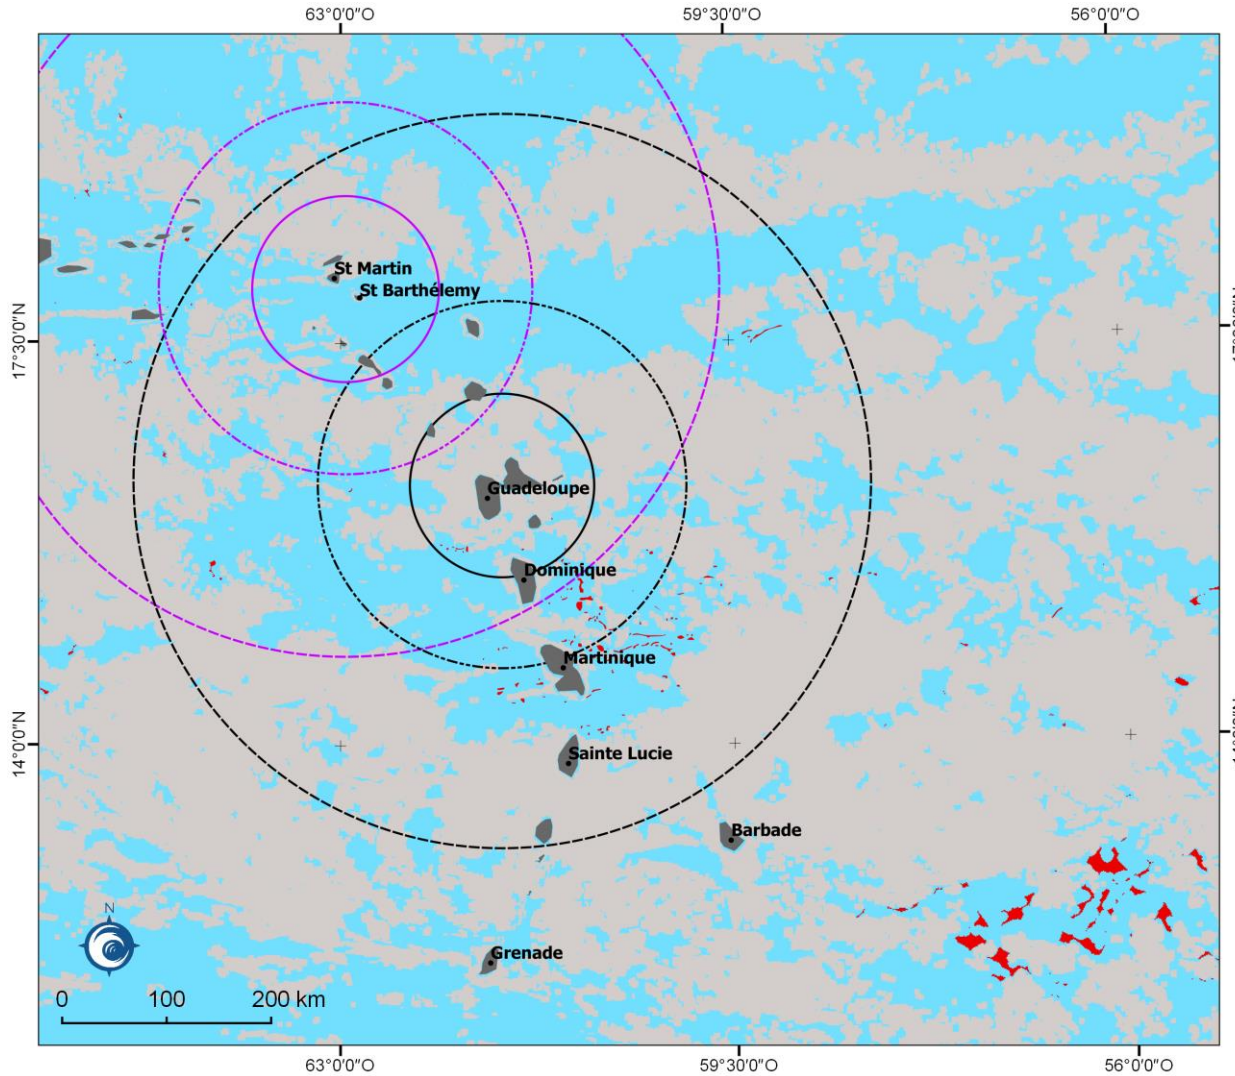 63°0'0"O
59°30'0"O
56°0'0"O
St Martin
St Barthélemy
17°30'0"N
Guadeloupe
Dominique
Martinique
14°0'0"N
Sainte Lucie
Barbade
N
Grenade
0
100
200 km
63°0'0"O
59°30'0"O
56°0'0"O